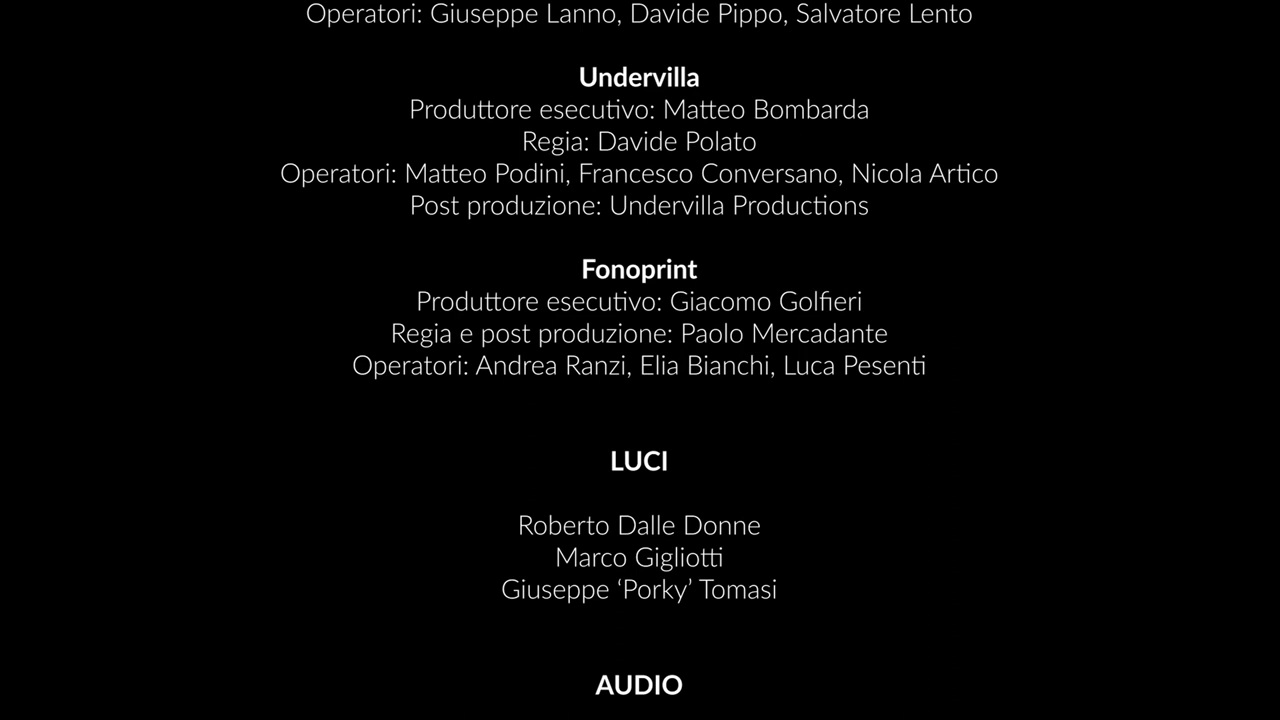 Operatori: Giuseppe Lanno, Davide Pippo, Salvatore Lento
Undervilla
Produttore esecutivo: Matteo Bombarda
Regia: Davide Polato
Operatori: Matteo Podini, Francesco Conversano, Nicola Artico
Post produzione: Undervilla Productions
Fonoprint
Produttore esecutivo: Giacomo Golfieri
Regia e post produzione: Paolo Mercadante
Operatori: Andrea Ranzi, Elia Bianchi, Luca Pesenti
LUCI
Roberto Dalle Donne
Marco Gigliotti
Giuseppe ‘Porky’ Tomasi
AUDIO